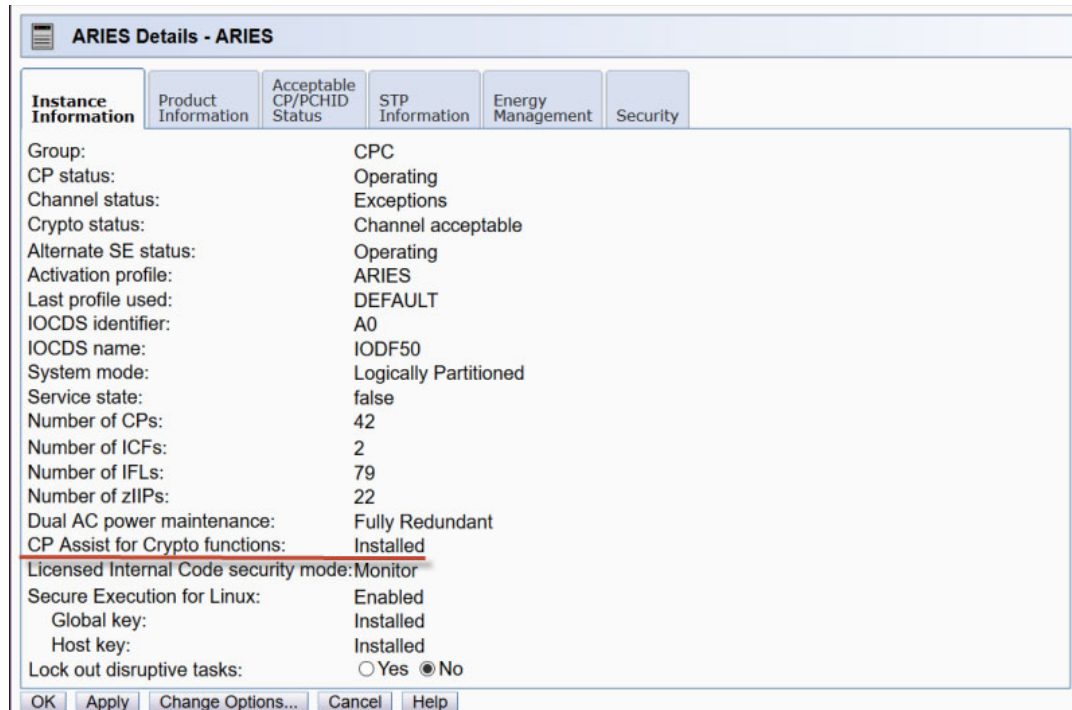 ARIES Details - ARIES
Instance Information
Product Information
Acceptable CP/PCHID Status
STP Information
Energy Management
Security
Group: CPC
CP status: Operating
Channel status: Exceptions
Crypto status: Channel acceptable
Alternate SE status: Operating
Activation profile: ARIES
Last profile used: DEFAULT
IOCDS identifier: A0
IOCDS name: IODF50
System mode: Logically Partitioned
Service state: false
Number of CPs: 42
Number of ICFs: 2
Number of IFLs: 79
Number of zIIPs: 22
Dual AC power maintenance: Fully Redundant
CP Assist for Crypto functions: Installed
Licensed Internal Code security mode: Monitor
Secure Execution for Linux: Enabled
Global key: Installed
Host key: Installed
Lock out disruptive tasks: Yes No
OK Apply Change Options... Cancel Help